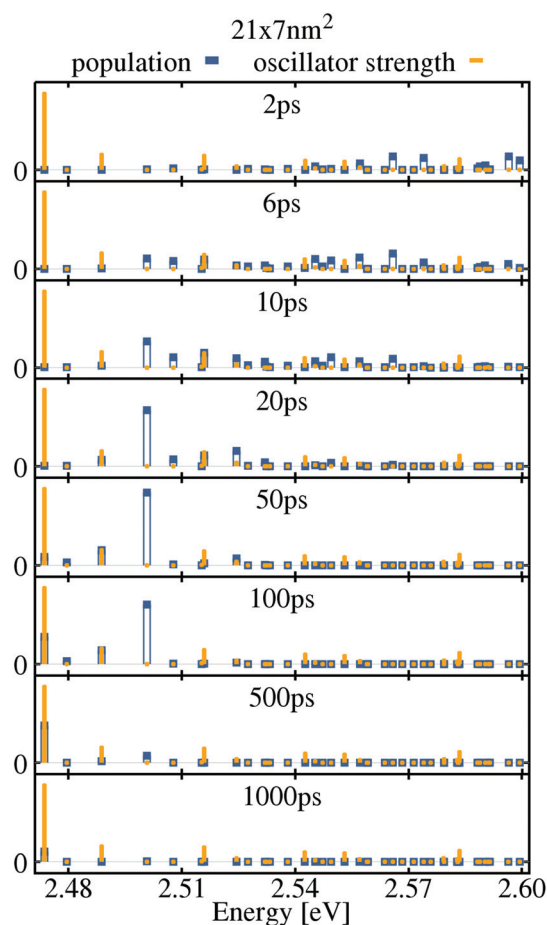 21x7nm²
population oscillator strength
2ps
0
6ps
0
10ps
0
20ps
0
50ps
0
100ps
0
500ps
0
1000ps
0
2.48 2.51 2.54 2.57 2.60
Energy [eV]